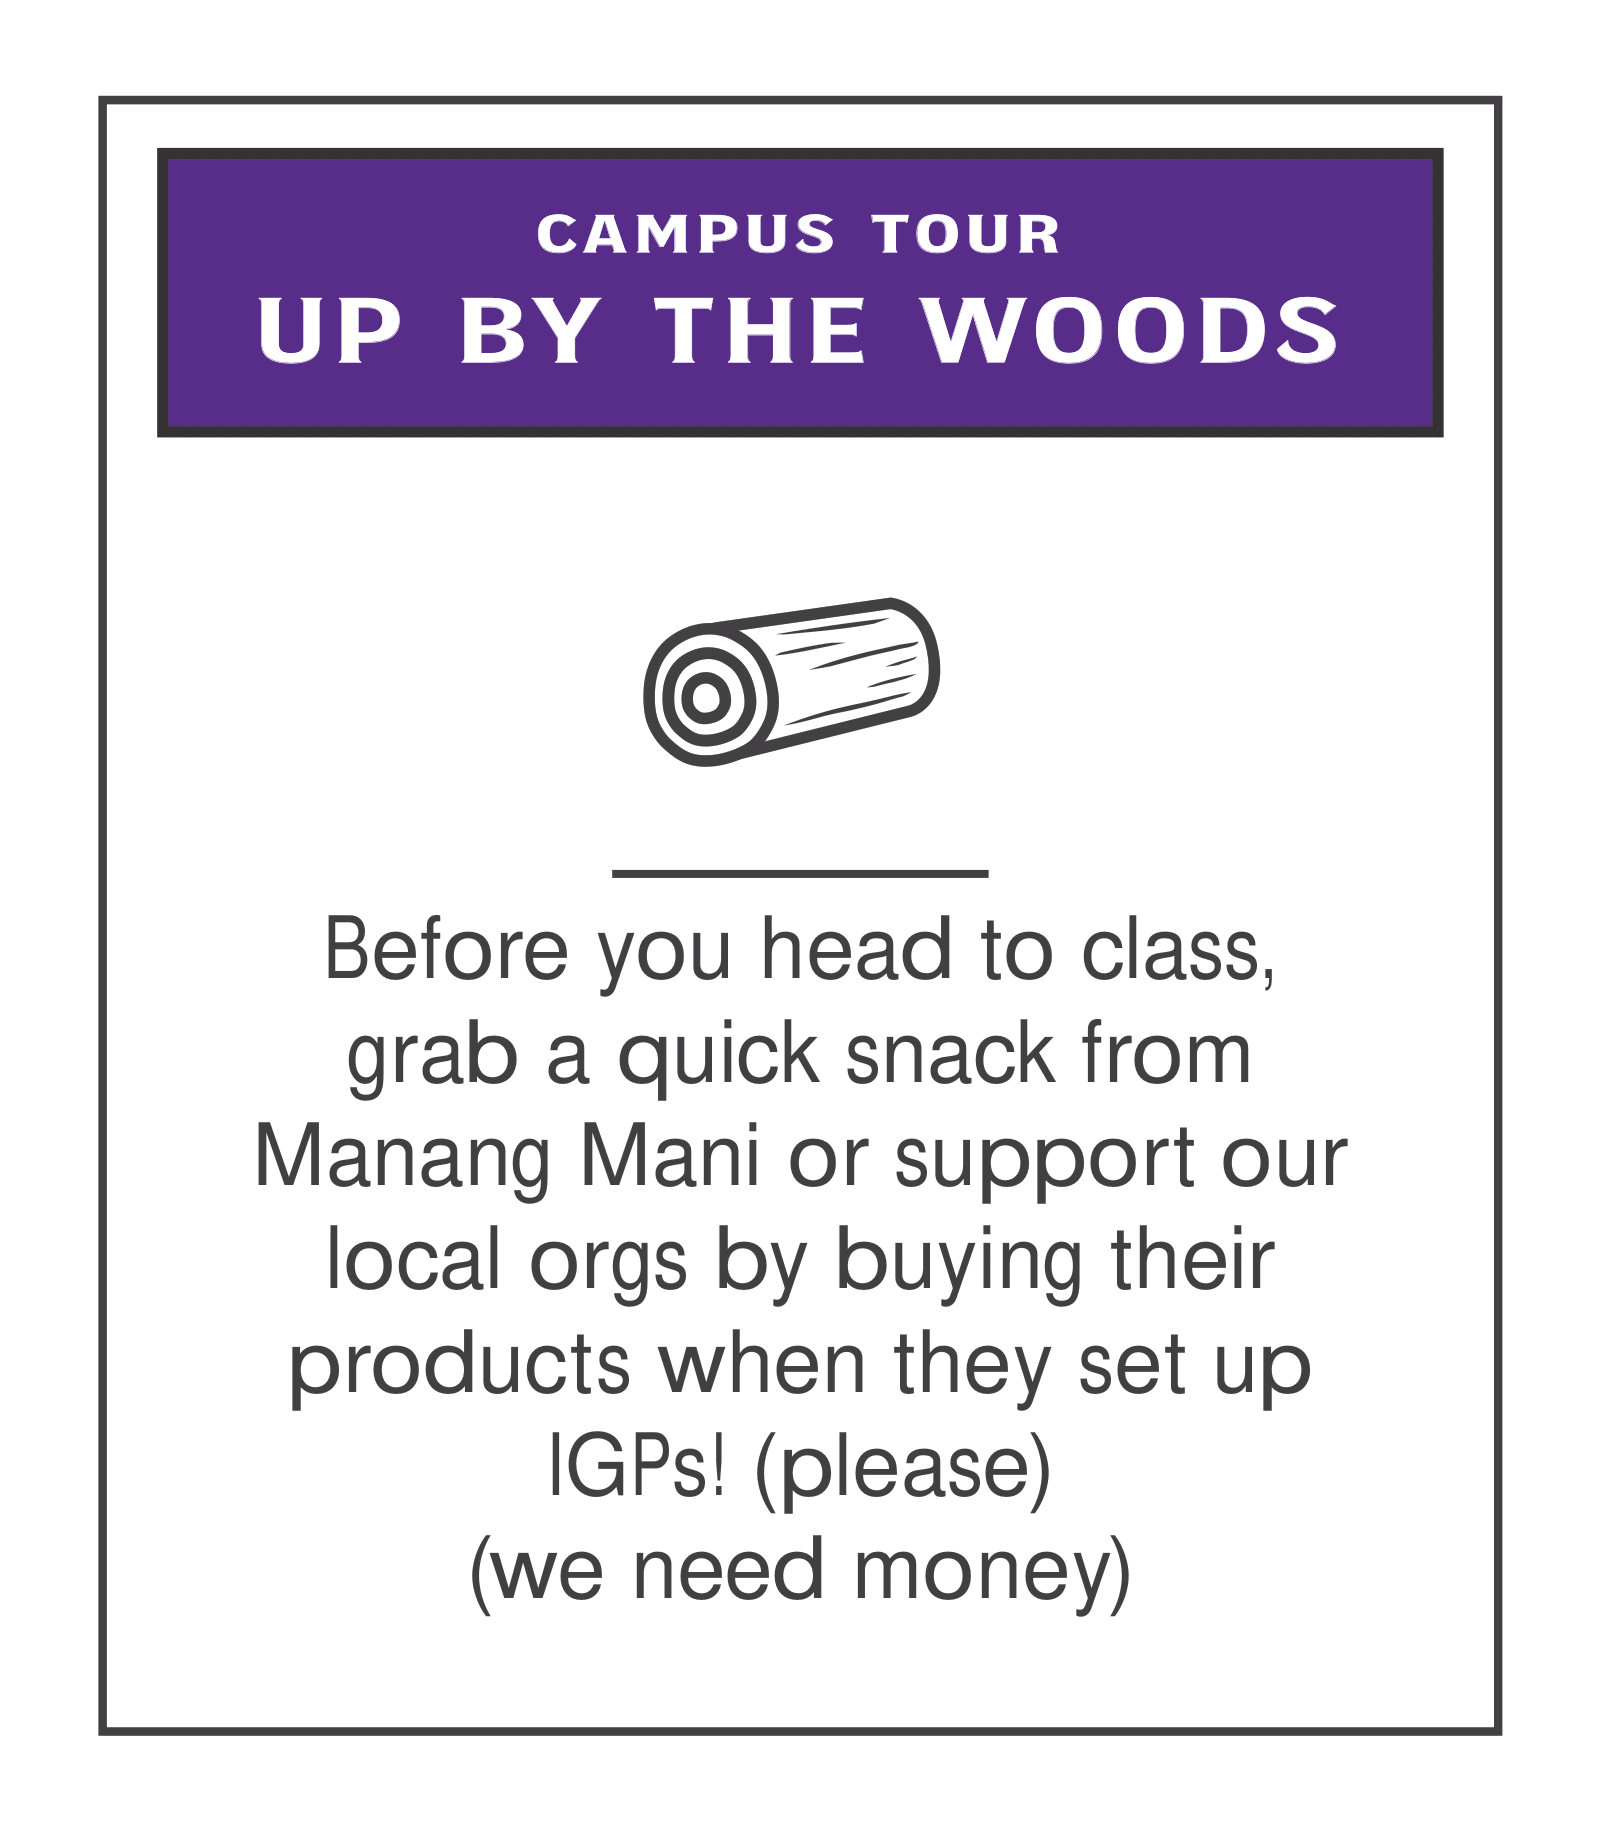 CAMPUS TOUR
UP BY THE WOODS
Before you head to class,
grab a quick snack from
Manang Mani or support our
local orgs by buying their
products when they set up
IGPs! (please)
(we need money)